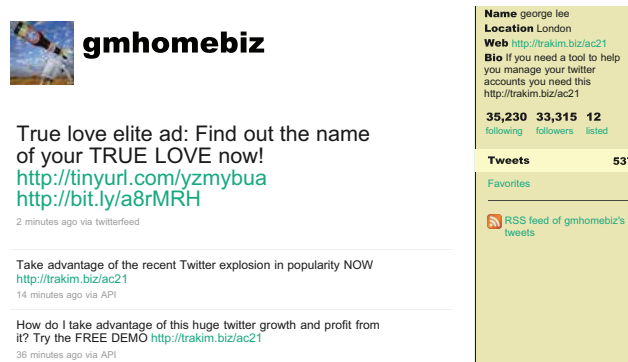 gmhomebiz
True love elite ad: Find out the name
of your TRUE LOVE now!
http://tinyurl.com/yzmybua
http://bit.ly/a8rMRH
2 minutes ago via twitterfeed
Take advantage of the recent Twitter explosion in popularity NOW
http://trakim.biz/ac21
14 minutes ago via API
How do I take advantage of this huge twitter growth and profit from
it? Try the FREE DEMO http://trakim.biz/ac21
36 minutes ago via API
Name george lee
Location London
Web http://trakim.biz/ac21
Bio If you need a tool to help
you manage your twitter
accounts you need this
http://trakim.biz/ac21
35,230 33,315 12
following followers listed
Tweets
Favorites
RSS feed of gmhomebiz's
tweets